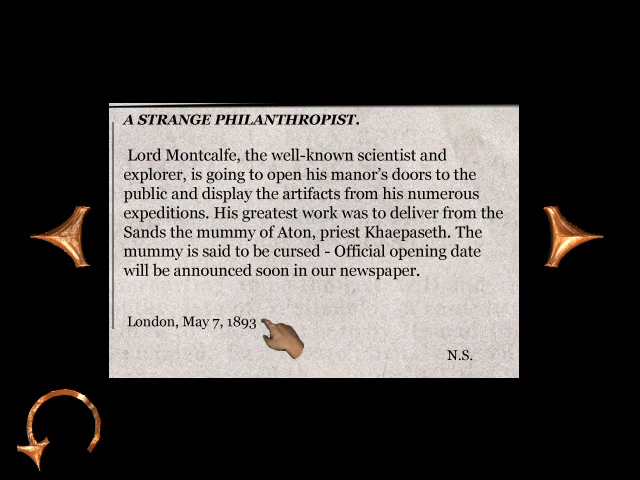 A STRANGE PHILANTHROPIST.
Lord Montcalfe, the well-known scientist and
explorer, is going to open his manor's doors to the
public and display the artifacts from his numerous
expeditions. His greatest work was to deliver from the
Sands the mummy of Aton, priest Khaepaseth. The
mummy is said to be cursed - Official opening date
will be announced soon in our newspaper.
London, May 7, 1893
N.S.